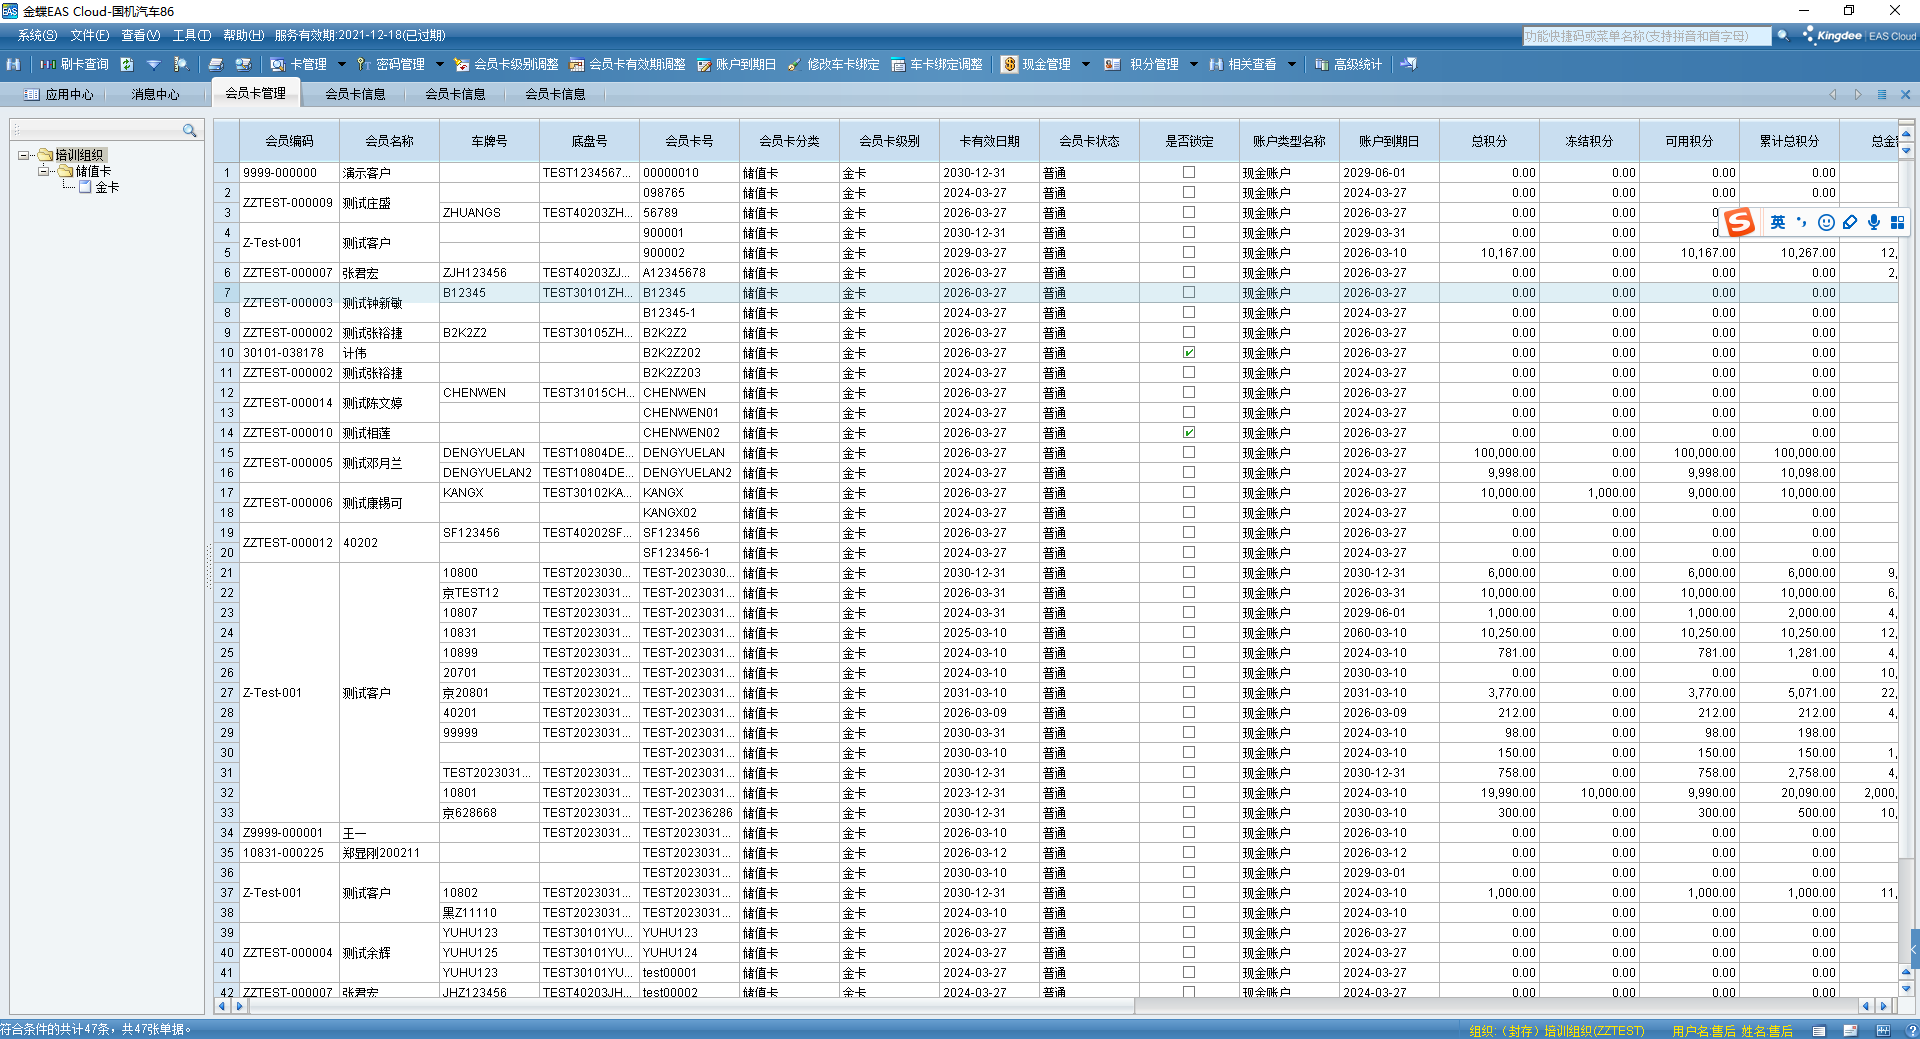 金蝶EAS Cloud-国机汽车86
系统(S) 文件(F) 查看(V) 工具(T) 帮助(H) 服务有效期:2021-12-18(已过期) 功能快捷码或菜单名称(支持拼音和首字母) Kingdee EAS Cloud
刷卡查询 卡管理 密码管理 会员卡级别调整 会员卡有效期调整 账户到期日 修改车卡绑定 车卡绑定调整 现金管理 积分管理 相关查看 高级统计
应用中心 消息中心 会员卡管理 会员卡信息 会员卡信息 会员卡信息
培训组织
储值卡
金卡
会员编码 会员名称 车牌号 底盘号 会员卡号 会员卡分类 会员卡级别 卡有效日期 会员卡状态 是否锁定 账户类型名称 账户到期日 总积分 冻结积分 可用积分 累计总积分
1 9999-000000 演示客户 TEST1234567... 00000010 储值卡 金卡 2030-12-31 普通 现金账户 2029-06-01 0.00 0.00 0.00 0.00
2 ZZTEST-000009 测试庄盛 098765 储值卡 金卡 2024-03-27 普通 现金账户 2024-03-27 0.00 0.00 0.00 0.00
3 ZHUANGS TEST40203ZH... 56789 储值卡 金卡 2026-03-27 普通 现金账户 2026-03-27 0.00 0.00
英
4 Z-Test-001 测试客户 900001 储值卡 金卡 2030-12-31 普通 现金账户 2029-03-31 0.00 0.00
5 900002 储值卡 金卡 2029-03-27 普通 现金账户 2026-03-10 10,167.00 0.00 10,167.00 10,267.00 12,
6 ZZTEST-000007 张君宏 ZJH123456 TEST40203ZJ... A12345678 储值卡 金卡 2026-03-27 普通 现金账户 2026-03-27 0.00 0.00 0.00 0.00 2,
7 ZZTEST-000003 测试钟新敏 B12345 TEST30101ZH... B12345 储值卡 金卡 2026-03-27 普通 现金账户 2026-03-27 0.00 0.00 0.00 0.00
8 B12345-1 储值卡 金卡 2024-03-27 普通 现金账户 2024-03-27 0.00 0.00 0.00 0.00
9 ZZTEST-000002 测试张裕捷 B2K2Z2 TEST30105ZH... B2K2Z2 储值卡 金卡 2026-03-27 普通 现金账户 2026-03-27 0.00 0.00 0.00 0.00
10 30101-038178 计伟 B2K2Z202 储值卡 金卡 2026-03-27 普通 现金账户 2026-03-27 0.00 0.00 0.00 0.00
11 ZZTEST-000002 测试张裕捷 B2K2Z203 储值卡 金卡 2024-03-27 普通 现金账户 2024-03-27 0.00 0.00 0.00 0.00
12 ZZTEST-000014 测试陈文婷 CHENWEN TEST31015CH... CHENWEN 储值卡 金卡 2026-03-27 普通 现金账户 2026-03-27 0.00 0.00 0.00 0.00
13 CHENWEN01 储值卡 金卡 2024-03-27 普通 现金账户 2024-03-27 0.00 0.00 0.00 0.00
14 ZZTEST-000010 测试相莲 CHENWEN02 储值卡 金卡 2026-03-27 普通 现金账户 2026-03-27 0.00 0.00 0.00 0.00
15 ZZTEST-000005 测试邓月兰 DENGYUELAN TEST10804DE... DENGYUELAN 储值卡 金卡 2026-03-27 普通 现金账户 2026-03-27 100,000.00 0.00 100,000.00 100,000.00
16 DENGYUELAN2 TEST10804DE... DENGYUELAN2 储值卡 金卡 2024-03-27 普通 现金账户 2024-03-27 9,998.00 0.00 9,998.00 10,098.00
17 ZZTEST-000006 测试康锡可 KANGX TEST30102KA... KANGX 储值卡 金卡 2026-03-27 普通 现金账户 2026-03-27 10,000.00 1,000.00 9,000.00 10,000.00
18 KANGX02 储值卡 金卡 2024-03-27 普通 现金账户 2024-03-27 0.00 0.00 0.00 0.00
19 ZZTEST-000012 40202 SF123456 TEST40202SF... SF123456 储值卡 金卡 2026-03-27 普通 现金账户 2026-03-27 0.00 0.00 0.00 0.00
20 SF123456-1 储值卡 金卡 2024-03-27 普通 现金账户 2024-03-27 0.00 0.00 0.00 0.00
21 Z-Test-001 测试客户 10800 TEST2023030... TEST-2023030... 储值卡 金卡 2030-12-31 普通 现金账户 2030-12-31 6,000.00 0.00 6,000.00 6,000.00 9,
22 京TEST12 TEST2023031... TEST-2023031... 储值卡 金卡 2026-03-31 普通 现金账户 2026-03-31 10,000.00 0.00 10,000.00 10,000.00 6,
23 10807 TEST2023031... TEST-2023031... 储值卡 金卡 2024-03-31 普通 现金账户 2029-06-01 1,000.00 0.00 1,000.00 2,000.00 4,
24 10831 TEST2023031... TEST-2023031... 储值卡 金卡 2025-03-10 普通 现金账户 2060-03-10 10,250.00 0.00 10,250.00 10,250.00 12,
25 10899 TEST2023031... TEST-2023031... 储值卡 金卡 2024-03-10 普通 现金账户 2024-03-10 781.00 0.00 781.00 1,281.00 4,
26 20701 TEST2023031... TEST-2023031... 储值卡 金卡 2024-03-10 普通 现金账户 2030-03-10 0.00 0.00 0.00 0.00 10,
27 京20801 TEST2023021... TEST-2023031... 储值卡 金卡 2031-03-10 普通 现金账户 2031-03-10 3,770.00 0.00 3,770.00 5,071.00 22,
28 40201 TEST2023031... TEST-2023031... 储值卡 金卡 2026-03-09 普通 现金账户 2026-03-09 212.00 0.00 212.00 212.00 4,
29 99999 TEST2023031... TEST-2023031... 储值卡 金卡 2030-03-31 普通 现金账户 2024-03-10 98.00 0.00 98.00 198.00
30 TEST-2023031... 储值卡 金卡 2030-03-10 普通 现金账户 2024-03-10 150.00 0.00 150.00 150.00 1,
31 TEST2023031... TEST2023031... TEST-2023031... 储值卡 金卡 2030-12-31 普通 现金账户 2030-12-31 758.00 0.00 758.00 2,758.00 4,
32 10801 TEST2023031... TEST-2023031... 储值卡 金卡 2023-12-31 普通 现金账户 2024-03-10 19,990.00 10,000.00 9,990.00 20,090.00 2,000,
33 京628668 TEST2023031... TEST-20236286 储值卡 金卡 2030-12-31 普通 现金账户 2024-03-10 300.00 0.00 300.00 500.00 10,
34 Z9999-000001 王一 TEST2023031... TEST2023031... 储值卡 金卡 2026-03-10 普通 现金账户 2026-03-10 0.00 0.00 0.00 0.00
35 10831-000225 郑显刚200211 TEST2023031... 储值卡 金卡 2026-03-12 普通 现金账户 2026-03-12 0.00 0.00 0.00 0.00
36 Z-Test-001 测试客户 TEST2023031... 储值卡 金卡 2030-03-10 普通 现金账户 2029-03-01 0.00 0.00 0.00 0.00
37 10802 TEST2023031... TEST2023031... 储值卡 金卡 2030-12-31 普通 现金账户 2024-03-10 1,000.00 0.00 1,000.00 1,000.00 11,
38 黑Z11110 TEST2023031... TEST2023031... 储值卡 金卡 2024-03-10 普通 现金账户 2024-03-10 0.00 0.00 0.00 0.00
39 ZZTEST-000004 测试余辉 YUHU123 TEST30101YU... YUHU123 储值卡 金卡 2026-03-27 普通 现金账户 2026-03-27 0.00 0.00 0.00 0.00
40 YUHU125 TEST30101YU... YUHU124 储值卡 金卡 2024-03-27 普通 现金账户 2024-03-27 0.00 0.00 0.00 0.00
41 YUHU123 TEST30101YU... test00001 储值卡 金卡 2024-03-27 普通 现金账户 2024-03-27 0.00 0.00 0.00 0.00
42 ZZTEST-000007 张君宏 JHZ123456 TEST40203JH... test00002 储值卡 金卡 2024-03-27 普通 现金账户 2024-03-27 0.00 0.00 0.00 0.00
符合条件的共计47条，共47张单据。 组织:（封存）培训组织(ZZTEST) 用户名:售后 姓名:售后